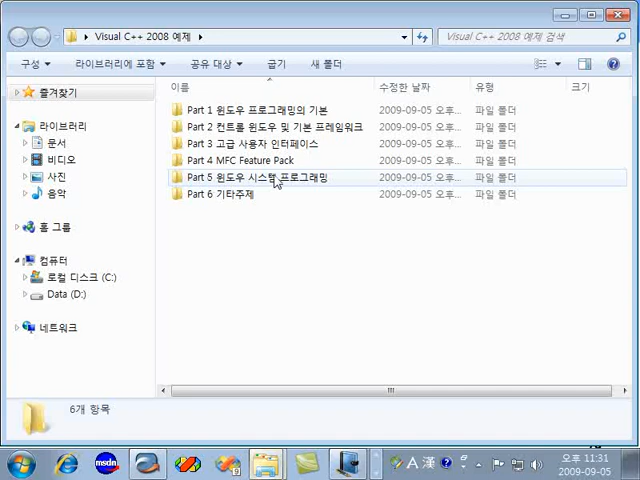 Visual C++ 2008 예제
Visual C++ 2008 예제 검색
구성 라이브러리에 포함 공유 대상 굽기 새 폴더
이름 수정한 날짜 유형 크기
즐겨찾기
Part 1 윈도우 프로그래밍의 기본 2009-09-05 오후... 파일 폴더
라이브러리 Part 2 컨트롤 윈도우 및 기본 프레임워크 2009-09-05 오후... 파일 폴더
문서 Part 3 고급 사용자 인터페이스 2009-09-05 오후... 파일 폴더
비디오 Part 4 MFC Feature Pack 2009-09-05 오후... 파일 폴더
사진 Part 5 윈도우 시스템 프로그래밍 2009-09-05 오후... 파일 폴더
음악 Part 6 기타주제 2009-09-05 오후... 파일 폴더
홈 그룹
컴퓨터
로컬 디스크 (C:)
Data (D:)
네트워크
6개 항목
msdn A 漢 오후 11:31
2009-09-05